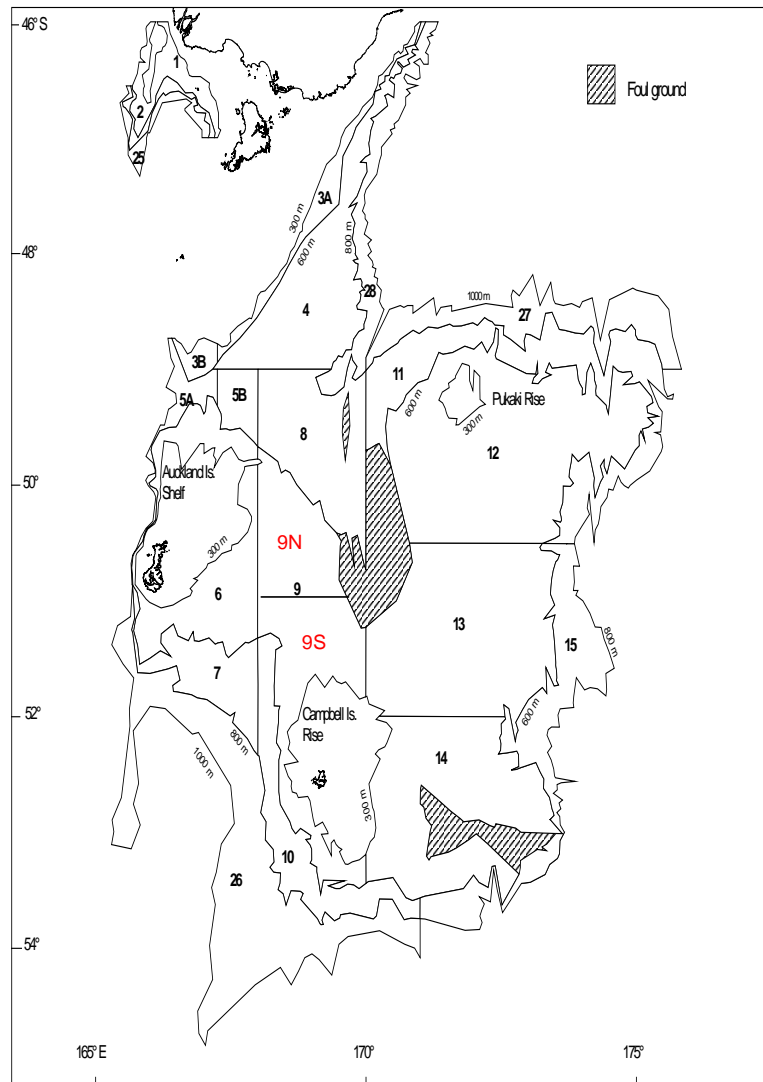 46° S
1
Foul ground
2
25
3A
300 m
600 m
800 m
48°
28
1000 m
27
4
3B
11
5A
5B
600 m
Pukaki Rise
300 m
8
12
Auckland Is.
Shelf
50°
300 m
9N
6
9
13
9S
15
800 m
7
600 m
52°
Campbell Is.
Rise
800 m
1000 m
14
300 m
10
26
54°
165° E
170°
175°